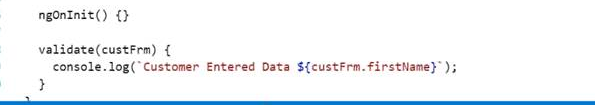 ngOnInit() {}
validate(custFrm) {
console.log(`Customer Entered Data ${custFrm.firstName}`);
}
}